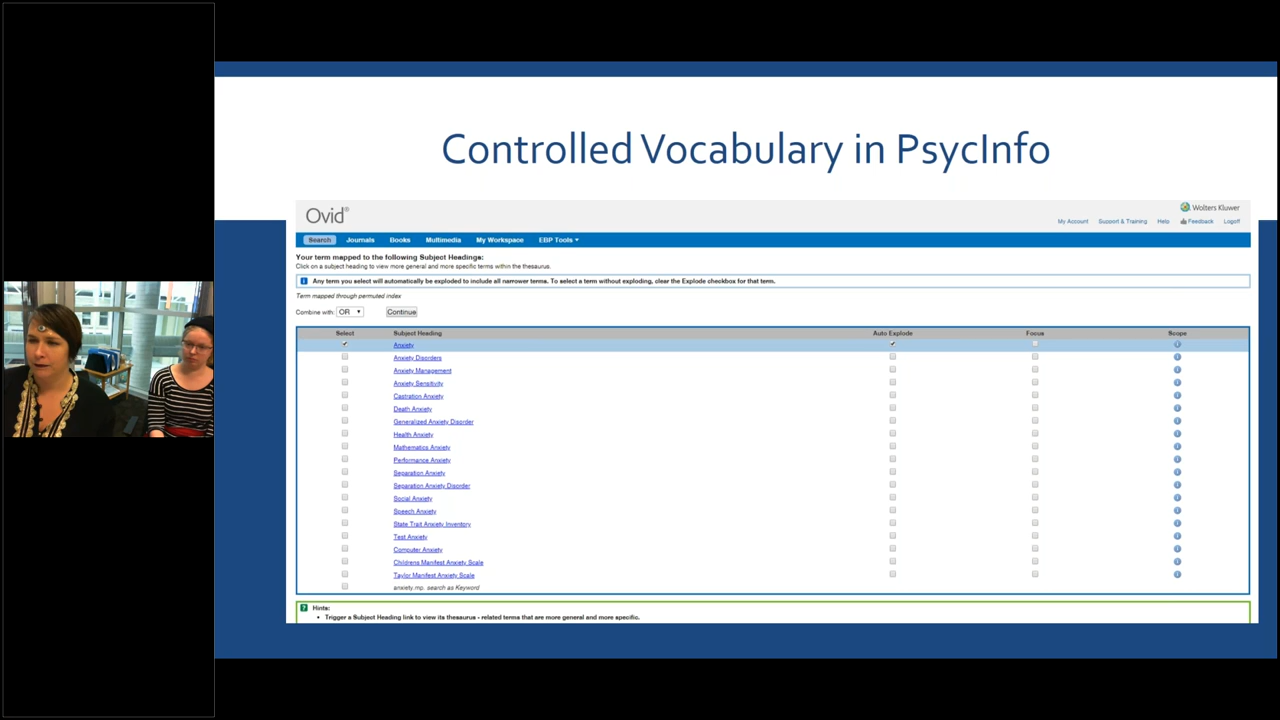 Controlled Vocabulary in PsycInfo
Ovid®
Wolters Kluwer
My Account Support & Training Help Feedback Logoff
Search Journals Books Multimedia My Workspace EBP Tools
Your term mapped to the following Subject Headings:
Click on a subject heading to view more general and more specific terms within the thesaurus.
Any term you select will automatically be exploded to include all narrower terms. To select a term without exploding, clear the Explode checkbox for that term.
Term mapped through permuted index
Combine with: OR Continue
Select Subject Heading Auto Explode Focus Scope
Anxiety
Anxiety Disorders
Anxiety Management
Anxiety Sensitivity
Castration Anxiety
Death Anxiety
Generalized Anxiety Disorder
Health Anxiety
Mathematics Anxiety
Performance Anxiety
Separation Anxiety
Separation Anxiety Disorder
Social Anxiety
Speech Anxiety
State Trait Anxiety Inventory
Test Anxiety
Computer Anxiety
Childrens Manifest Anxiety Scale
Taylor Manifest Anxiety Scale
anxiety.mp. search as Keyword
Hints:
• Trigger a Subject Heading link to view its thesaurus - related terms that are more general and more specific.